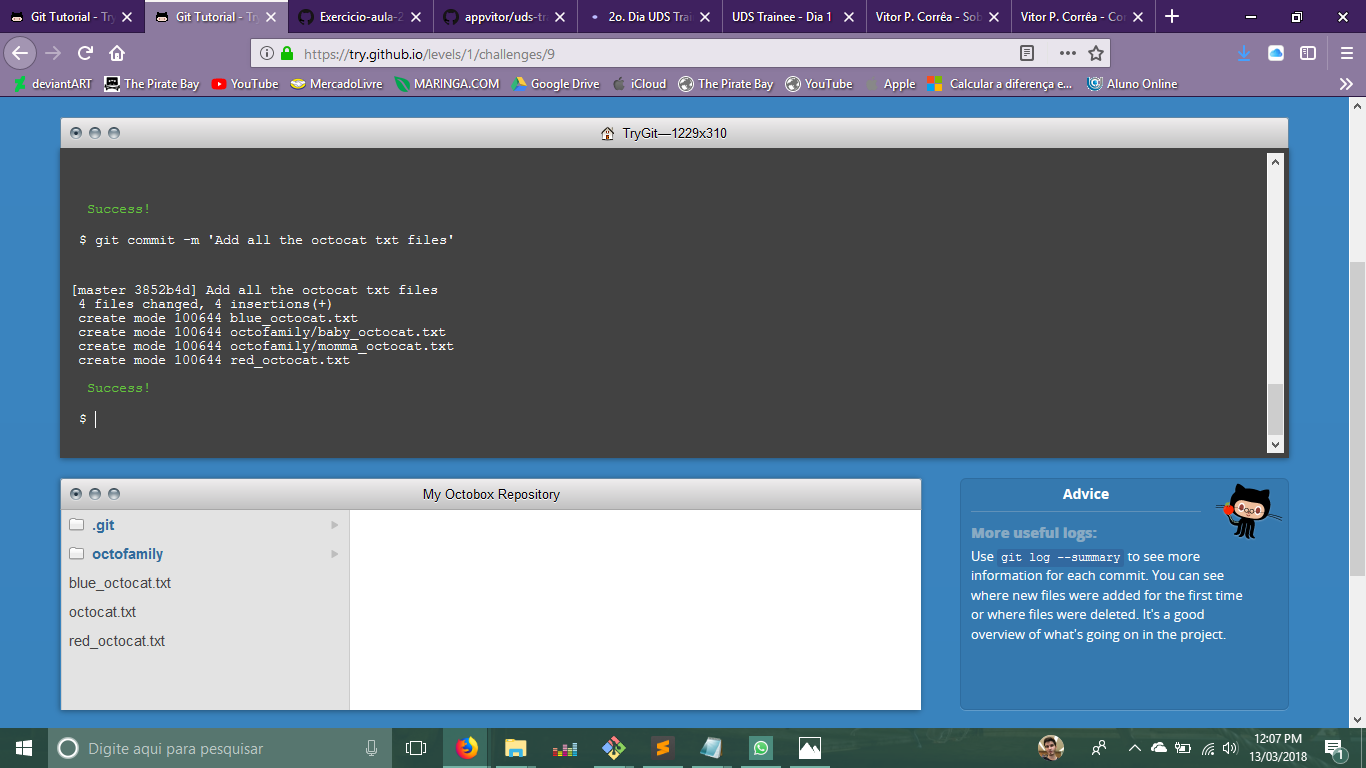 Git Tutorial - Try
Git Tutorial - Try
Exercicio-aula-2
appvitor/uds-tra
2o. Dia UDS Trai
UDS Trainee - Dia 1
Vitor P. Corrêa - Sob
Vitor P. Corrêa - Con
https://try.github.io/levels/1/challenges/9
deviantART
The Pirate Bay
YouTube
MercadoLivre
MARINGA.COM
Google Drive
iCloud
The Pirate Bay
YouTube
Apple
Calcular a diferença e...
Aluno Online
TryGit—1229x310
Success!
$ git commit -m 'Add all the octocat txt files'
[master 3852b4d] Add all the octocat txt files
4 files changed, 4 insertions(+)
create mode 100644 blue_octocat.txt
create mode 100644 octofamily/baby_octocat.txt
create mode 100644 octofamily/momma_octocat.txt
create mode 100644 red_octocat.txt
Success!
$
My Octobox Repository
.git
octofamily
blue_octocat.txt
octocat.txt
red_octocat.txt
Advice
More useful logs:
Use git log --summary to see more
information for each commit. You can see
where new files were added for the first time
or where files were deleted. It's a good
overview of what's going on in the project.
Digite aqui para pesquisar
12:07 PM
13/03/2018
1